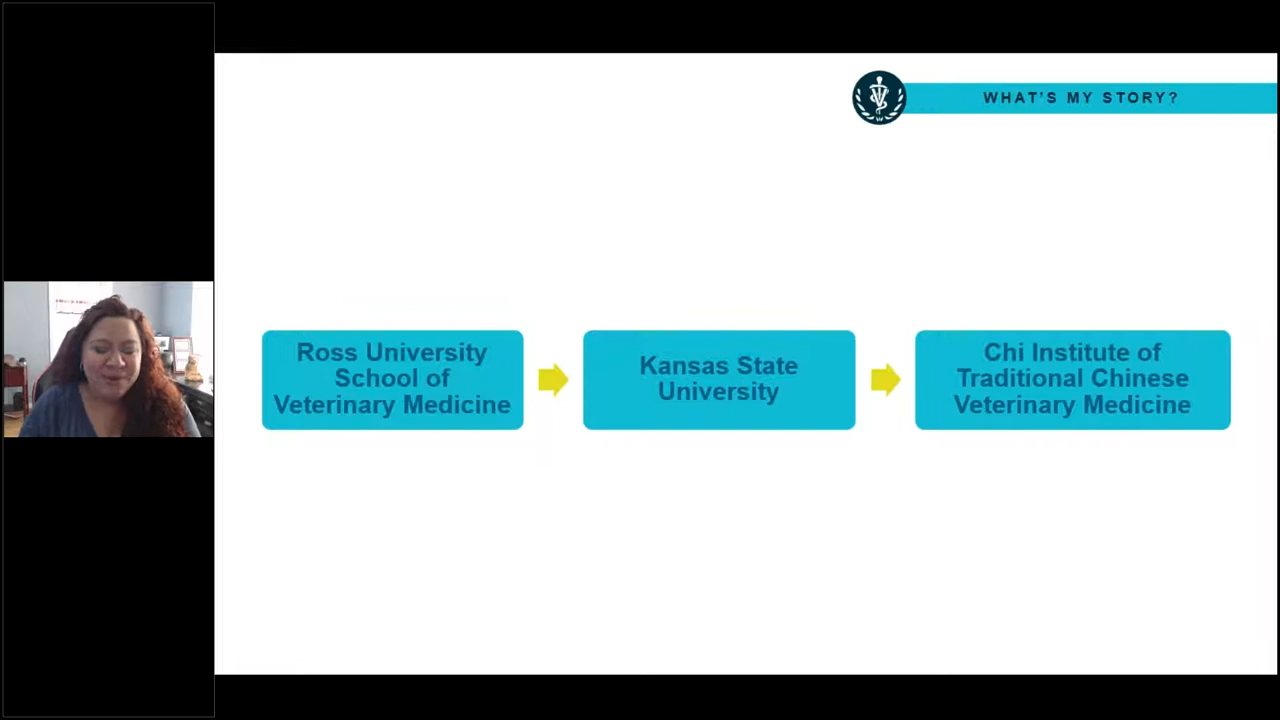 WHAT'S MY STORY?
Ross University
School of
Veterinary Medicine
Kansas State
University
Chi Institute of
Traditional Chinese
Veterinary Medicine